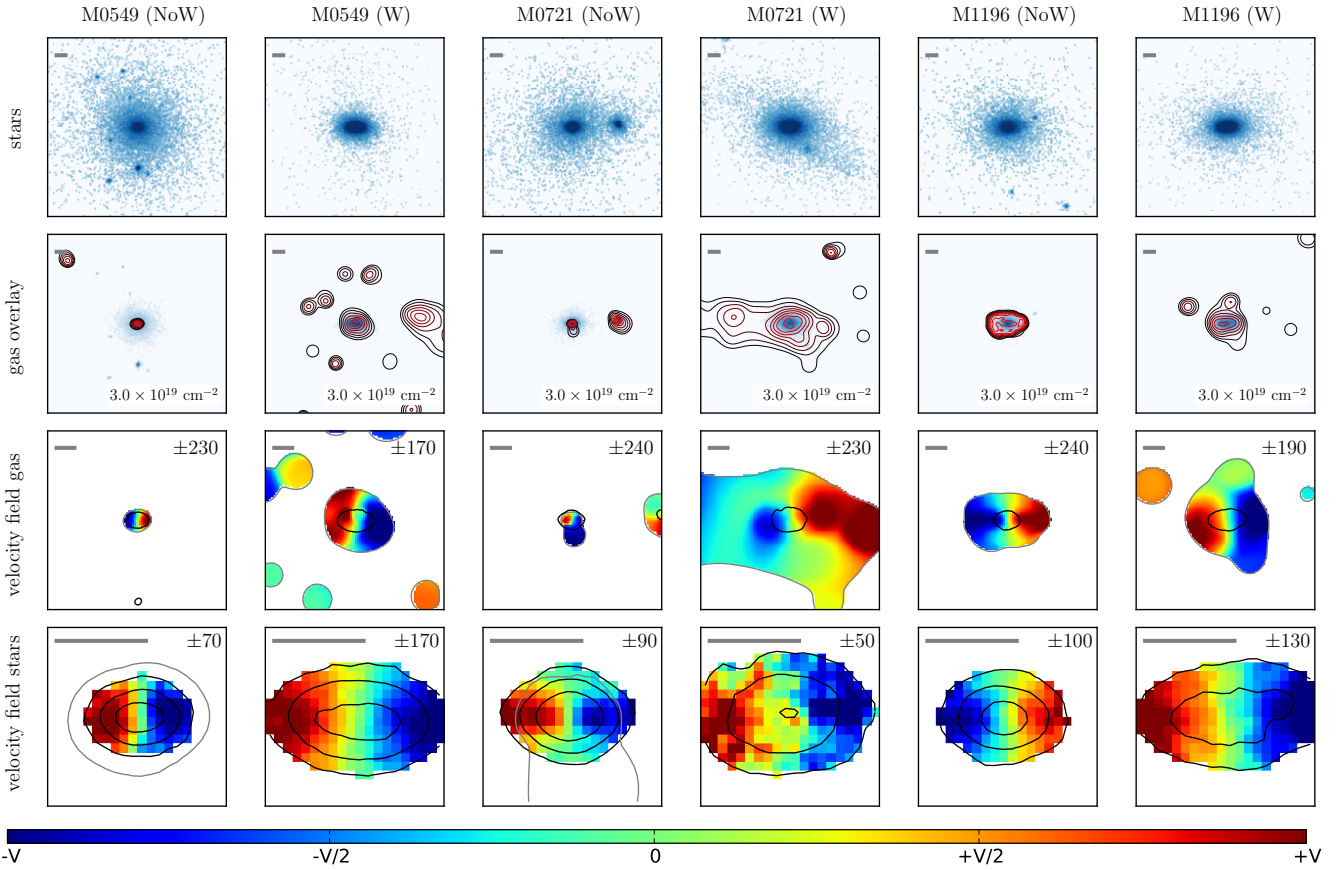 M0549 (NoW) M0549 (W) M0721 (NoW) M0721 (W) M1196 (NoW) M1196 (W)
stars
gas overlay
3.0 × 10¹⁹ cm⁻² 3.0 × 10¹⁹ cm⁻² 3.0 × 10¹⁹ cm⁻² 3.0 × 10¹⁹ cm⁻² 3.0 × 10¹⁹ cm⁻² 3.0 × 10¹⁹ cm⁻²
velocity field gas
±230 ±170 ±240 ±230 ±240 ±190
velocity field stars
±70 ±170 ±90 ±50 ±100 ±130
-V -V/2 0 +V/2 +V